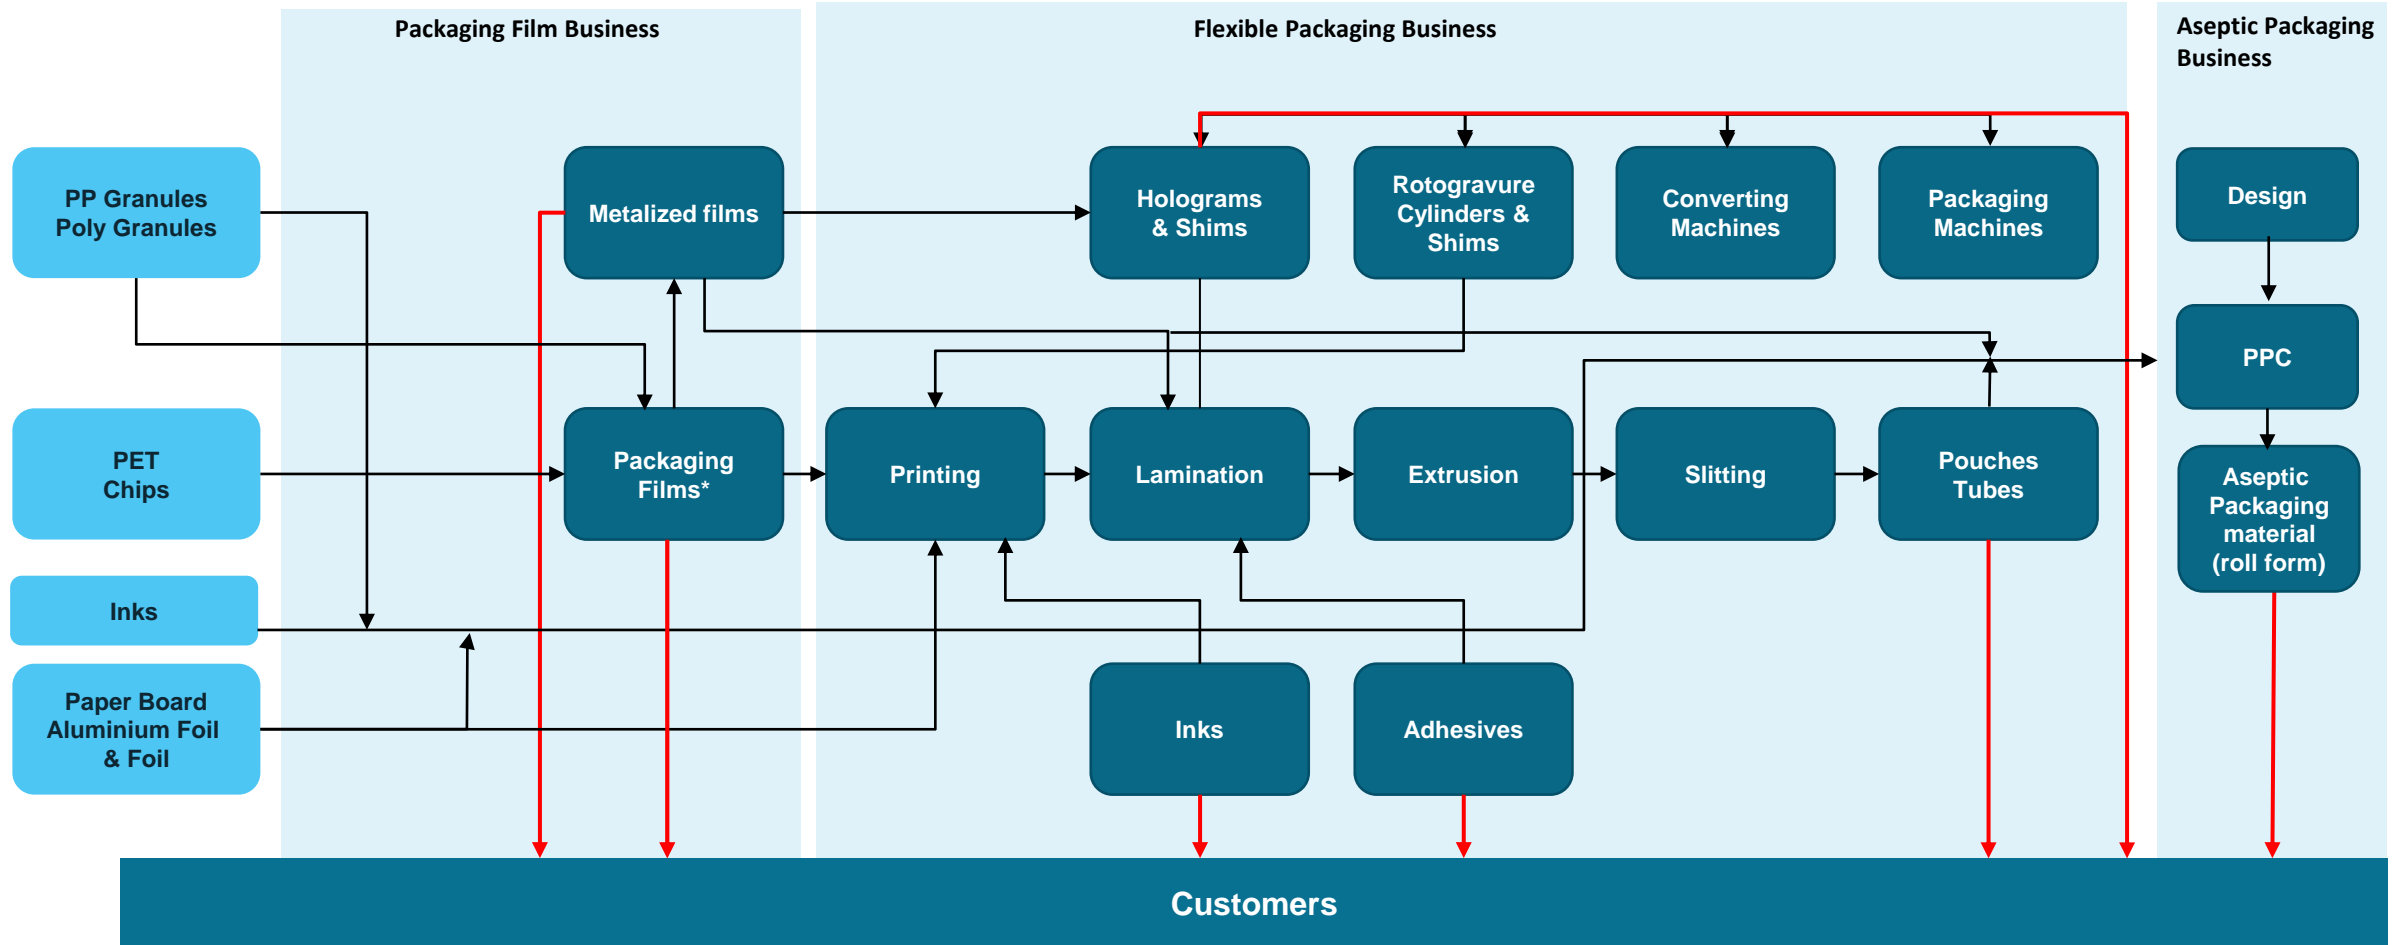 Packaging Film Business
Flexible Packaging Business
Aseptic Packaging
Business
PP Granules
Poly Granules
Metalized films
Holograms
& Shims
Rotogravure
Cylinders &
Shims
Converting
Machines
Packaging
Machines
Design
PPC
PET
Chips
Packaging
Films*
Printing
Lamination
Extrusion
Slitting
Pouches
Tubes
Aseptic
Packaging
material
(roll form)
Inks
Paper Board
Aluminium Foil
& Foil
Inks
Adhesives
Customers